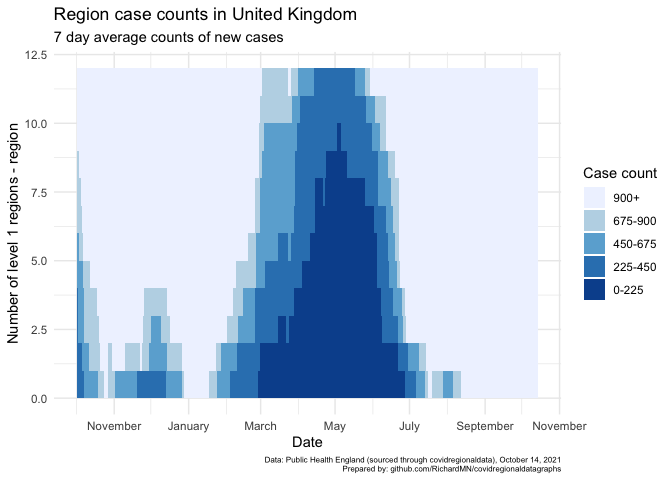 Region case counts in United Kingdom
7 day average counts of new cases
Number of level 1 regions - region
12.5
10.0
7.5
5.0
2.5
0.0
November January March May July September November
Date
Case count
900+
675-900
450-675
225-450
0-225
Data: Public Health England (sourced through covidregionaldata), October 14, 2021
Prepared by: github.com/RichardMN/covidregionaldatagraphs